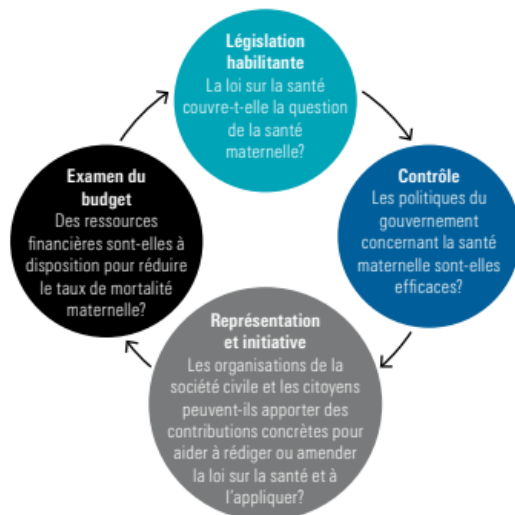 Législation
habilitante
La loi sur la santé
couvre-t-elle la question
de la santé
maternelle?
Contrôle
Les politiques du
gouvernement
concernant la santé
maternelle sont-elles
efficaces?
Représentation
et initiative
Les organisations de la
société civile et les citoyens
peuvent-ils apporter des
contributions concrètes pour
aider à rédiger ou amender
la loi sur la santé et à
l'appliquer?
Examen du
budget
Des ressources
financières sont-elles à
disposition pour réduire
le taux de mortalité
maternelle?